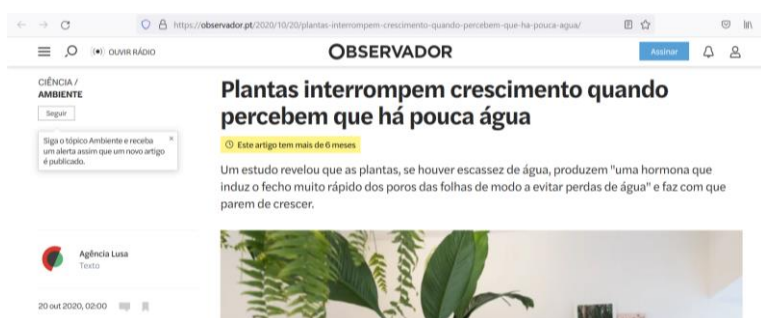 https://observador.pt/2020/10/20/plantas-interrompem-crescimento-quando-percebem-que-ha-pouca-agua/
OUVIR RÁDIO
OBSERVADOR
Assinar
CIÊNCIA /
AMBIENTE
Seguir
Siga o tópico Ambiente e receba
um alerta assim que um novo artigo
é publicado.
×
Plantas interrompem crescimento quando
percebem que há pouca água
Este artigo tem mais de 6 meses
Um estudo revelou que as plantas, se houver escassez de água, produzem "uma hormona que
induz o fecho muito rápido dos poros das folhas de modo a evitar perdas de água" e faz com que
parem de crescer.
Agência Lusa
Texto
20 out 2020, 02:00